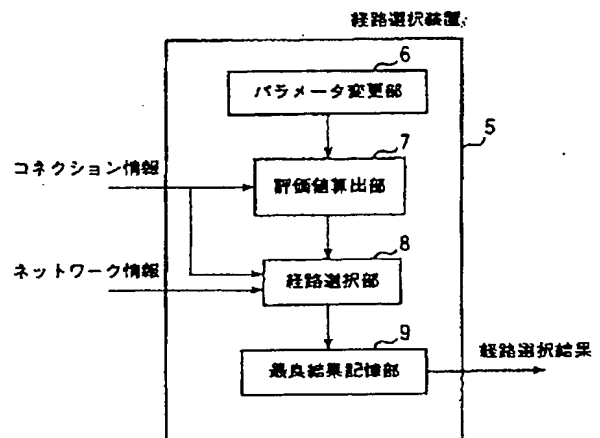 経路選択装置
6
パラメータ変更部
5
7
コネクション情報
評価値算出部
8
ネットワーク情報
経路選択部
9
経路選択結果
最良結果記憶部